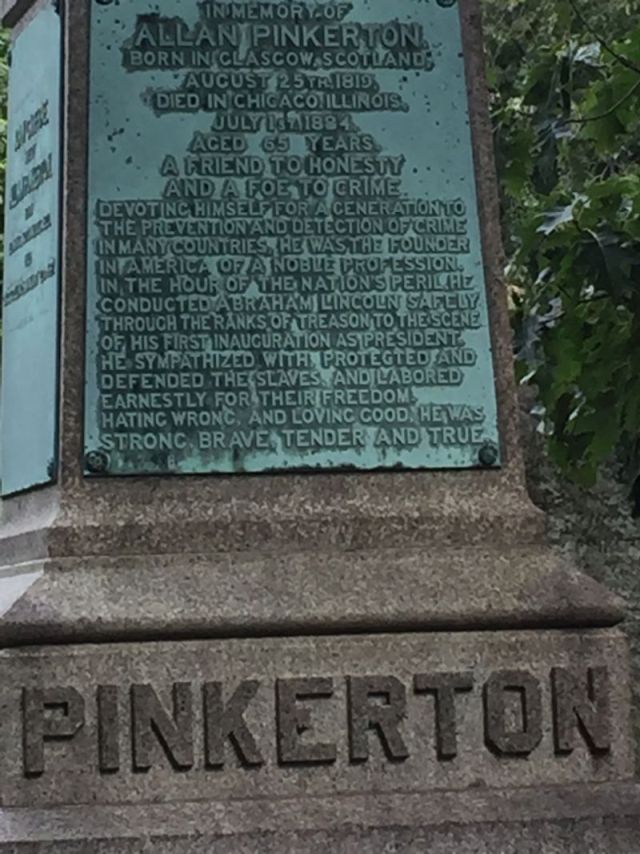 IN MEMORY OF
ALLAN PINKERTON
BORN IN GLASGOW, SCOTLAND,
AUGUST 25TH 1819.
DIED IN CHICAGO, ILLINOIS,
JULY 1ST 1884
AGED 65 YEARS.
A FRIEND TO HONESTY
AND A FOE TO CRIME.
DEVOTING HIMSELF FOR A GENERATION TO
THE PREVENTION AND DETECTION OF CRIME
IN MANY COUNTRIES, HE WAS THE FOUNDER
IN AMERICA OF A NOBLE PROFESSION.
IN THE HOUR OF THE NATION'S PERIL, HE
CONDUCTED ABRAHAM LINCOLN SAFELY
THROUGH THE RANKS OF TREASON TO THE SCENE
OF HIS FIRST INAUGURATION AS PRESIDENT.
HE SYMPATHIZED WITH, PROTECTED AND
DEFENDED THE SLAVES, AND LABORED
EARNESTLY FOR THEIR FREEDOM.
HATING WRONG, AND LOVING GOOD, HE WAS
STRONG, BRAVE, TENDER AND TRUE
PINKERTON